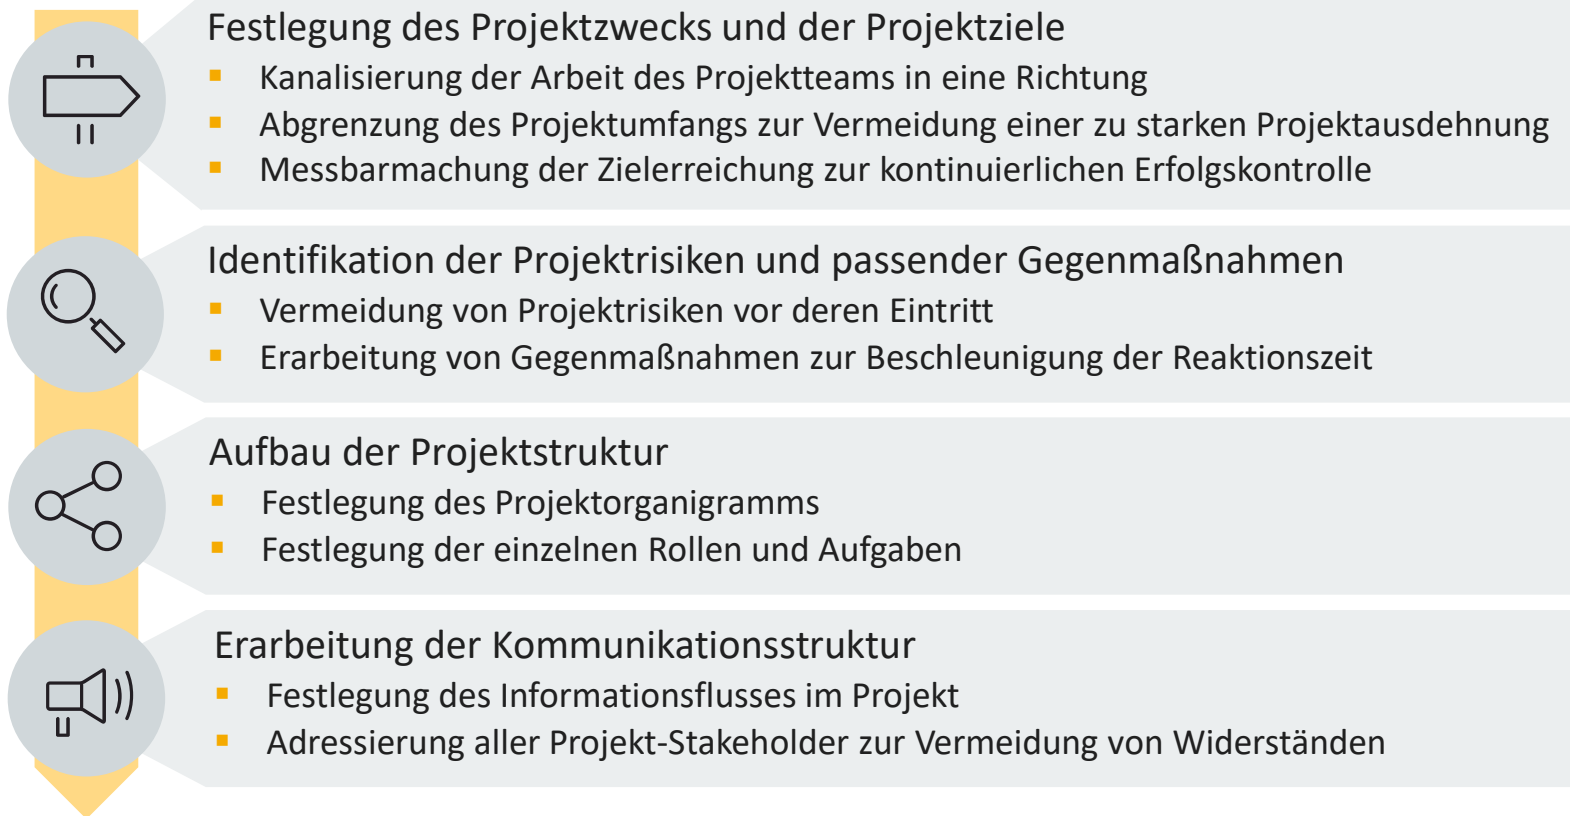 Festlegung des Projektzwecks und der Projektziele
▪ Kanalisierung der Arbeit des Projektteams in eine Richtung
▪ Abgrenzung des Projektumfangs zur Vermeidung einer zu starken Projektausdehnung
▪ Messbarmachung der Zielerreichung zur kontinuierlichen Erfolgskontrolle
Identifikation der Projektrisiken und passender Gegenmaßnahmen
▪ Vermeidung von Projektrisiken vor deren Eintritt
▪ Erarbeitung von Gegenmaßnahmen zur Beschleunigung der Reaktionszeit
Aufbau der Projektstruktur
▪ Festlegung des Projektorganigramms
▪ Festlegung der einzelnen Rollen und Aufgaben
Erarbeitung der Kommunikationsstruktur
▪ Festlegung des Informationsflusses im Projekt
▪ Adressierung aller Projekt-Stakeholder zur Vermeidung von Widerständen